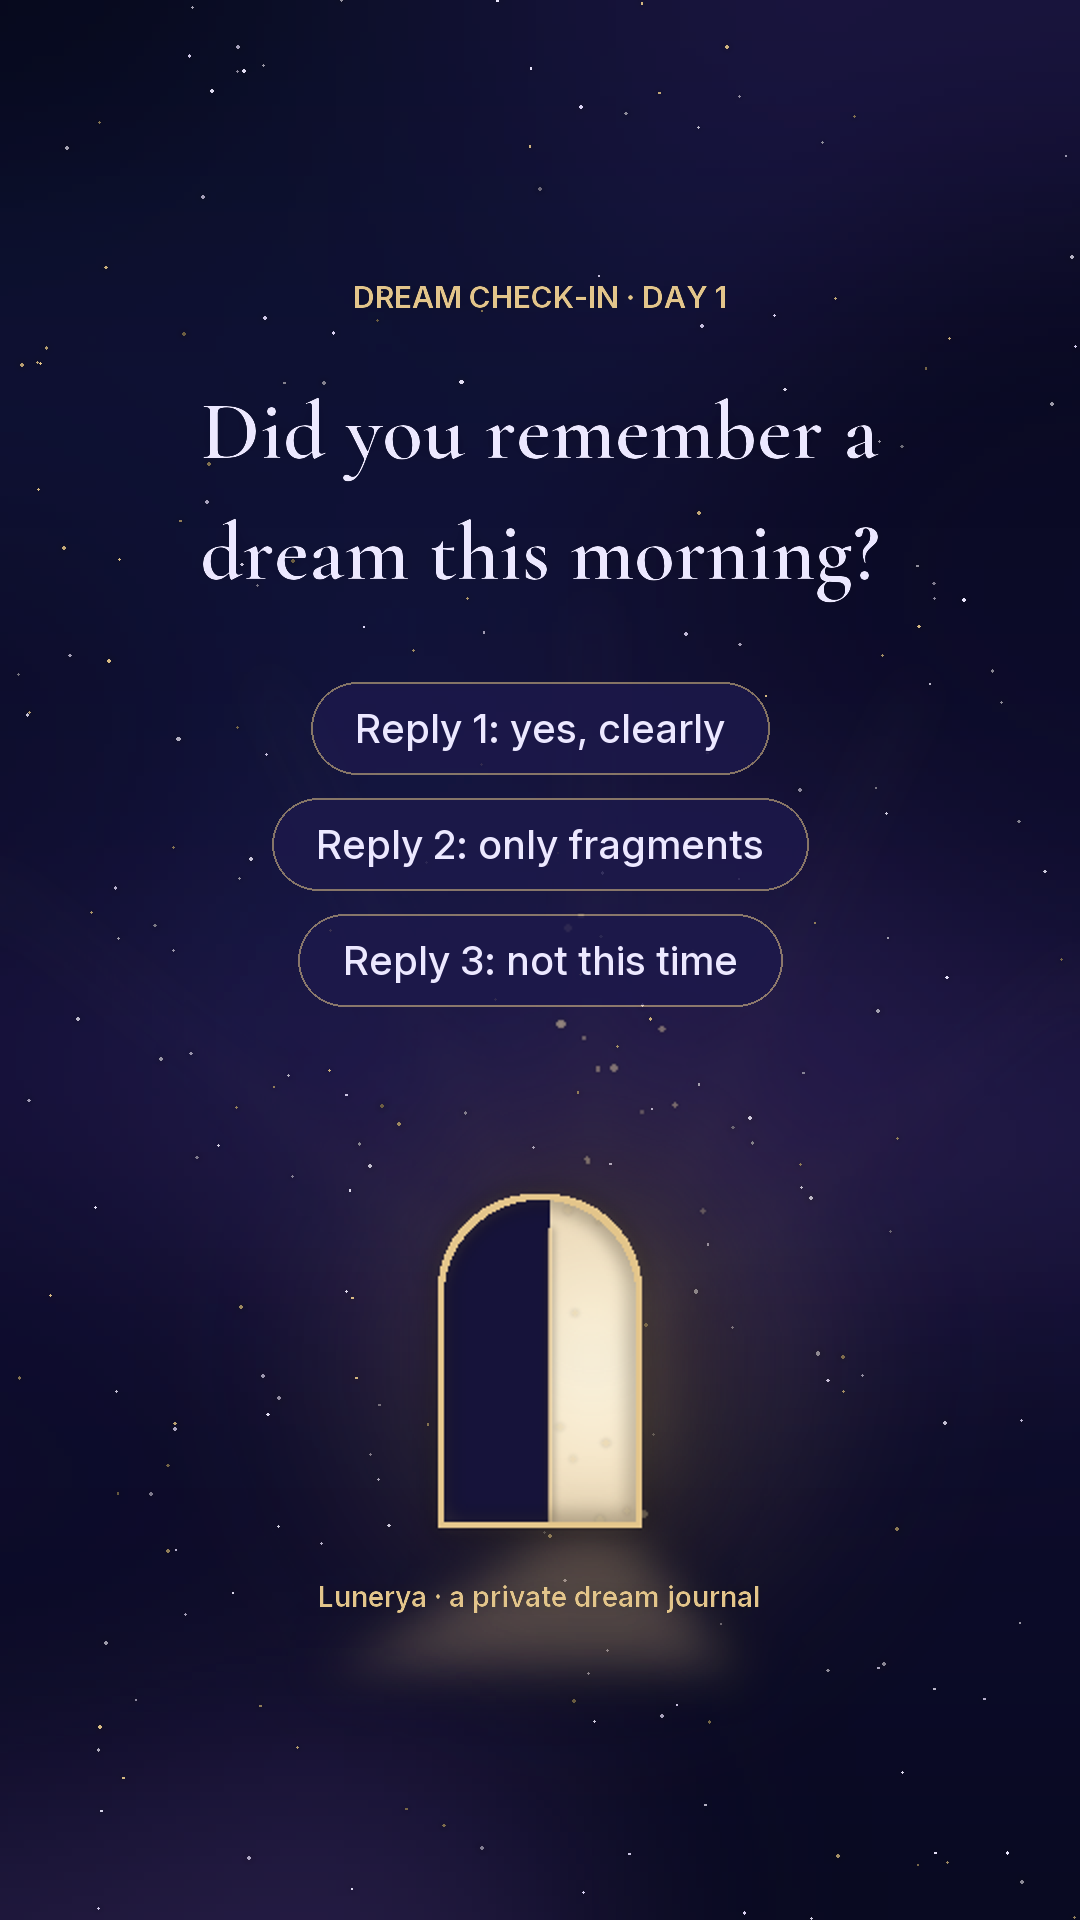 DREAM CHECK-IN · DAY 1
Did you remember a
dream this morning?
Reply 1: yes, clearly
Reply 2: only fragments
Reply 3: not this time
Lunerya · a private dream journal